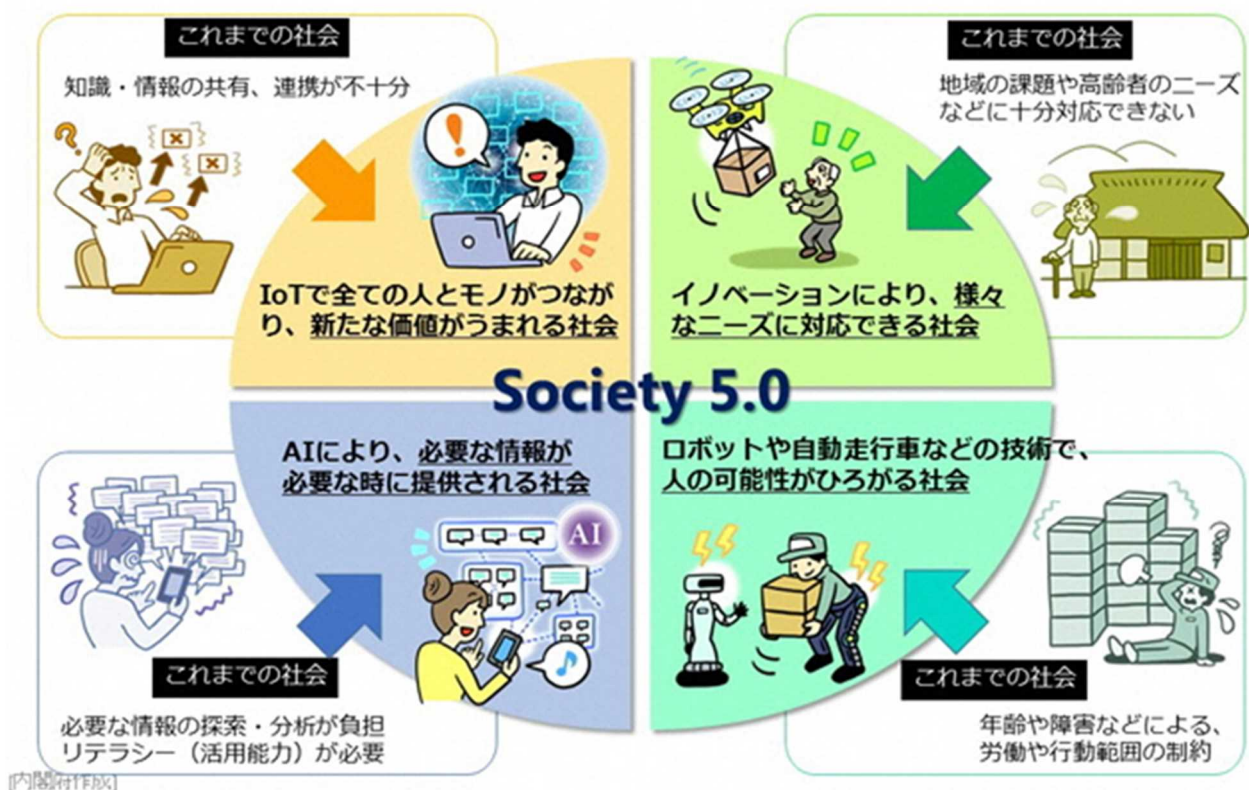 これまでの社会
知識・情報の共有、連携が不十分
IoTで全ての人とモノがつなが
り、新たな価値がうまれる社会
これまでの社会
地域の課題や高齢者のニーズ
などに十分対応できない
イノベーションにより、様々
なニーズに対応できる社会
Society 5.0
AIにより、必要な情報が
必要な時に提供される社会
AI
これまでの社会
必要な情報の探索・分析が負担
リテラシー（活用能力）が必要
ロボットや自動走行車などの技術で、
人の可能性がひろがる社会
これまでの社会
年齢や障害などによる、
労働や行動範囲の制約
[内閣府作成]